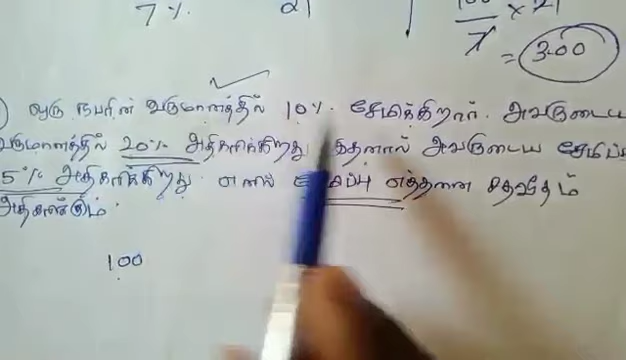 7 %. 21
100/7 × 21
= 300
ஒரு நபரின் வருமானத்தில் 10%. சேமிக்கிறார். அவருடைய
வருமானத்தில் 20% அதிகரிக்கிறது இதனால் அவருடைய
5% அதிகரிக்கிறது. எனில் எத்தனை சதவீதம்
அதிகரிக்கும்.
100